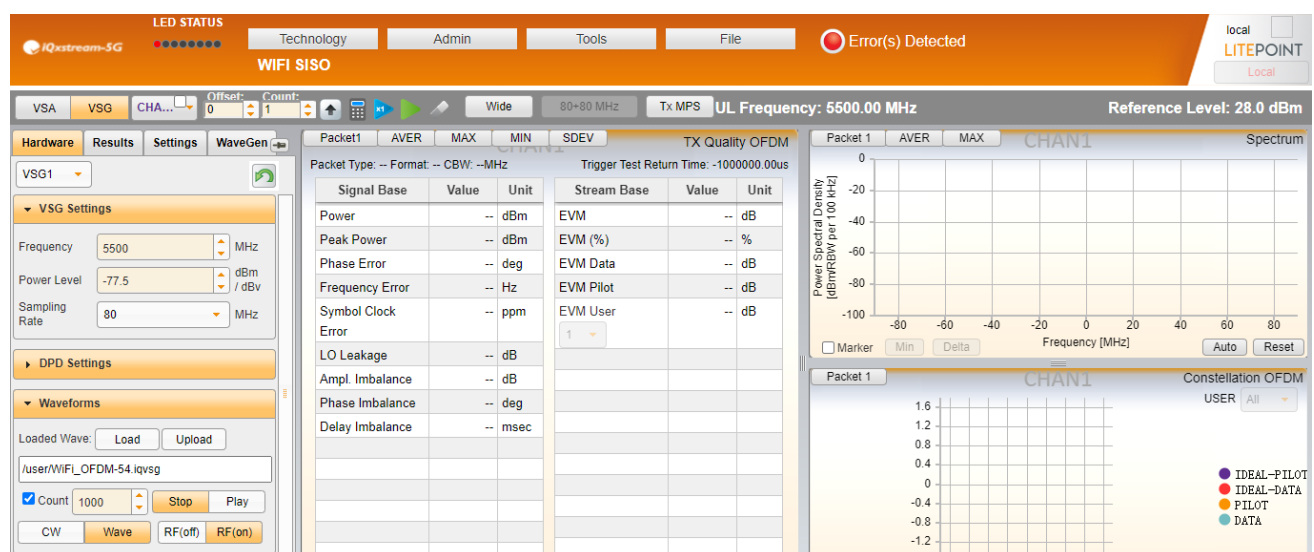 LED STATUS
iQxstream-5G
Technology Admin Tools File
Error(s) Detected
WIFI SISO
local
LITEPOINT
Local
VSA VSG CHA... Offset: 0 Count: 1 x1 Wide 80+80 MHz Tx MPS UL Frequency: 5500.00 MHz Reference Level: 28.0 dBm
Hardware Results Settings WaveGen
VSG1
VSG Settings
Frequency 5500 MHz
Power Level -77.5 dBm / dBv
Sampling Rate 80 MHz
DPD Settings
Waveforms
Loaded Wave: Load Upload
/user/WiFi_OFDM-54.iqvsg
Count 1000 Stop Play
CW Wave RF(off) RF(on)
Packet1 AVER MAX MIN SDEV CHAN1 TX Quality OFDM
Packet Type: -- Format: -- CBW: --MHz Trigger Test Return Time: -1000000.00us
Signal Base Value Unit Stream Base Value Unit
Power -- dBm EVM -- dB
Peak Power -- dBm EVM (%) -- %
Phase Error -- deg EVM Data -- dB
Frequency Error -- Hz EVM Pilot -- dB
Symbol Clock Error -- ppm EVM User 1 -- dB
LO Leakage -- dB
Ampl. Imbalance -- dB
Phase Imbalance -- deg
Delay Imbalance -- msec
Packet 1 AVER MAX CHAN1 Spectrum
Power Spectral Density
[dBm/RBW per 100 kHz]
0
-20
-40
-60
-80
-100
-80 -60 -40 -20 0 20 40 60 80
Marker Min Delta Frequency [MHz] Auto Reset
Packet 1 CHAN1 Constellation OFDM
USER All
1.6
1.2
0.8
0.4
0
-0.4
-0.8
-1.2
IDEAL-PILOT
IDEAL-DATA
PILOT
DATA